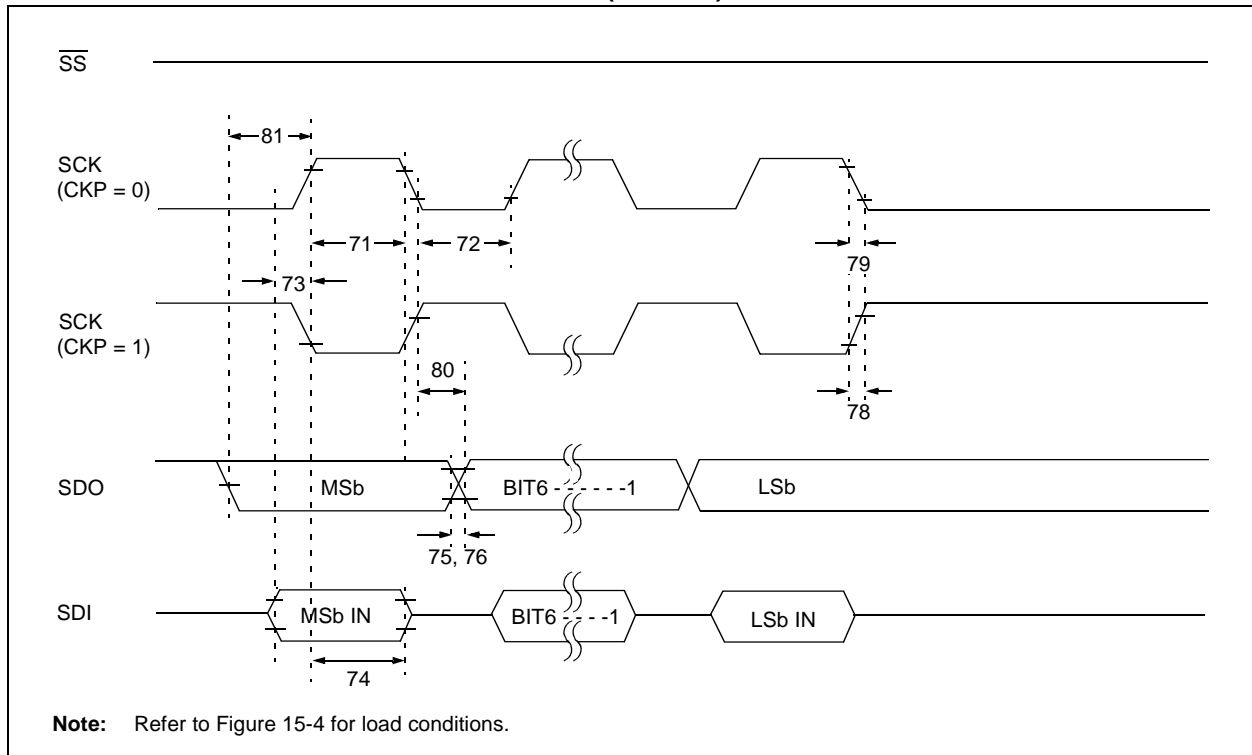 SS
81
SCK
(CKP = 0)
71
72
79
73
SCK
(CKP = 1)
80
78
SDO
MSb
BIT6 - - - - - -1
LSb
75, 76
SDI
MSb IN
BIT6 - - - -1
LSb IN
74
Note: Refer to Figure 15-4 for load conditions.